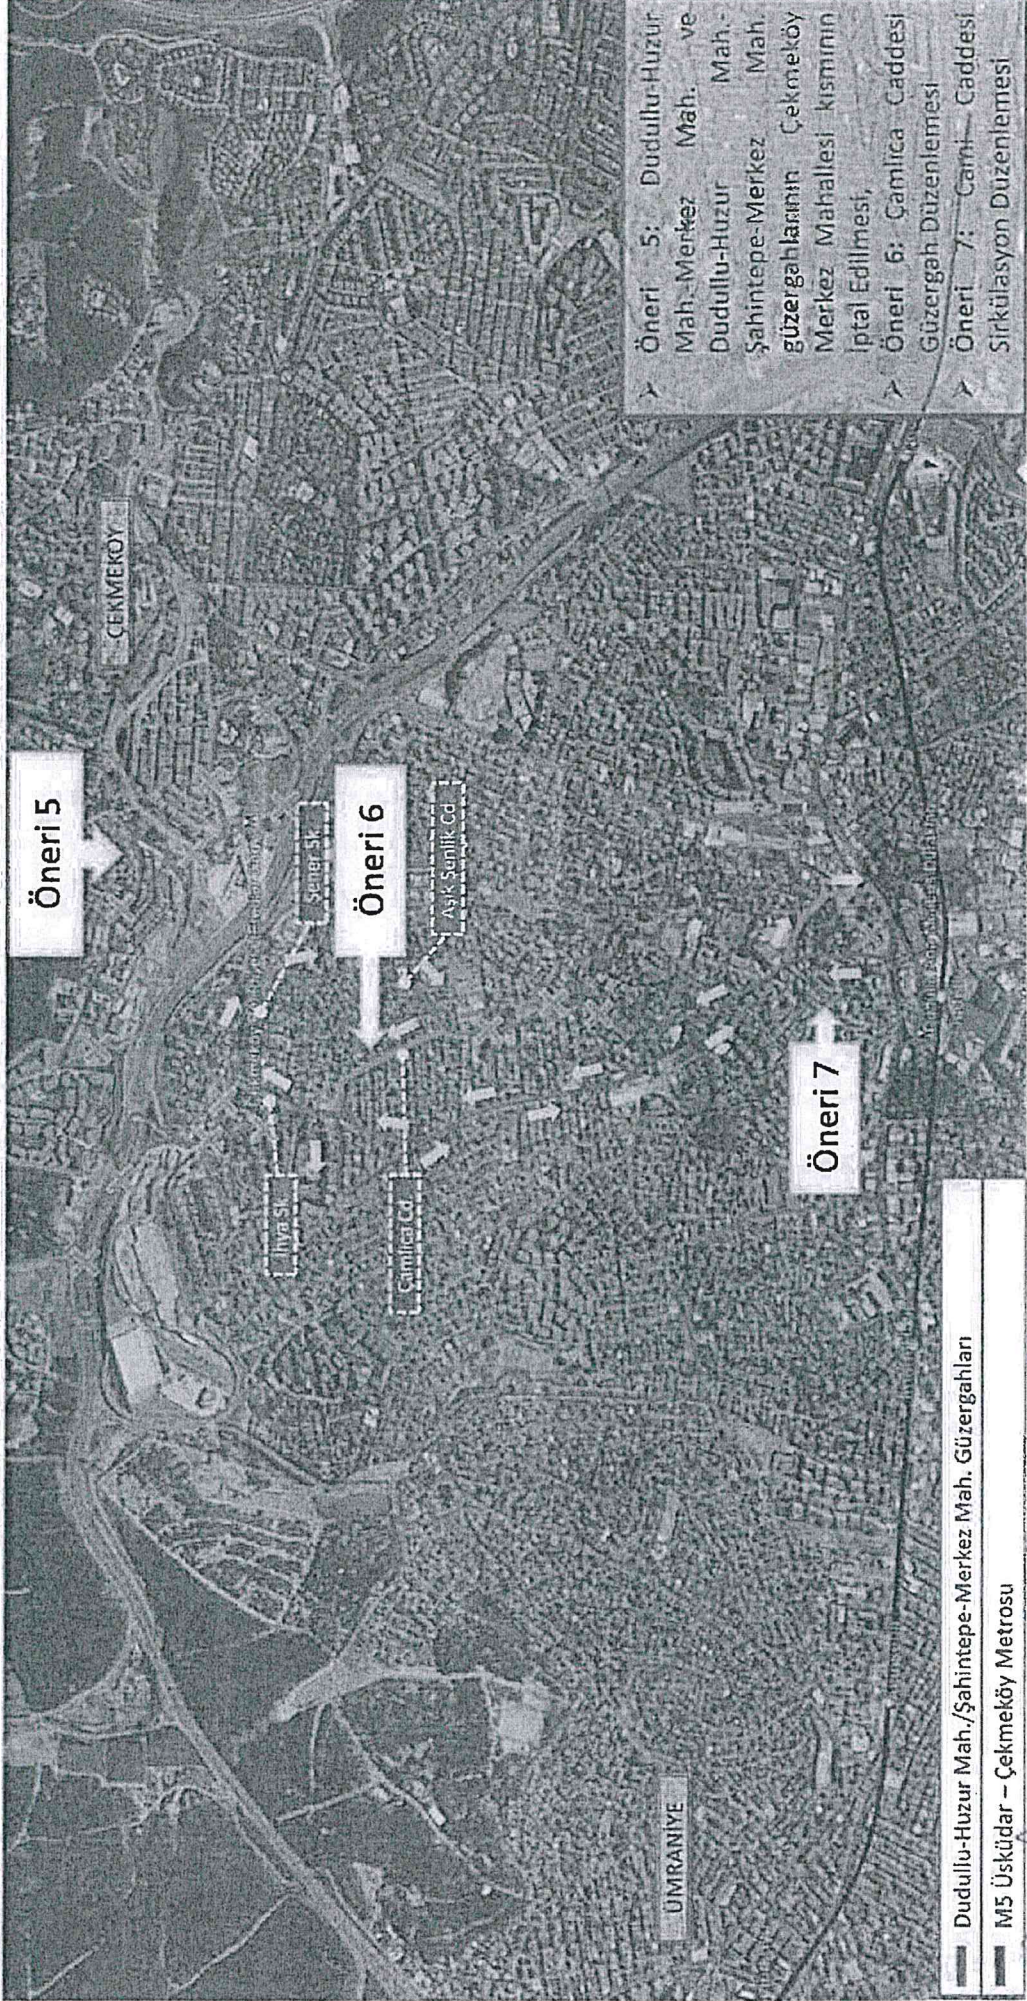 Öneri 5
ÇEKMEKÖY
Şener Sk.
Öneri 6
Aşık Şenlik Cd
İhya Sk
Çamlıca Cd
Öneri 7
ÜMRANİYE
➤ Öneri 5: Dudullu-Huzur
Mah.-Merkez Mah. ve
Dudullu-Huzur Mah.-
Şahintepe-Merkez Mah.
güzergahlarının Çekmeköy
Merkez Mahallesi kısmının
İptal Edilmesi,
➤ Öneri 6: Çamlıca Caddesi
Güzergah Düzenlemesi
➤ Öneri 7: Cami Caddesi
Sirkülasyon Düzenlemesi
Dudullu-Huzur Mah./Şahintepe-Merkez Mah. Güzergahları
M5 Üsküdar – Çekmeköy Metrosu